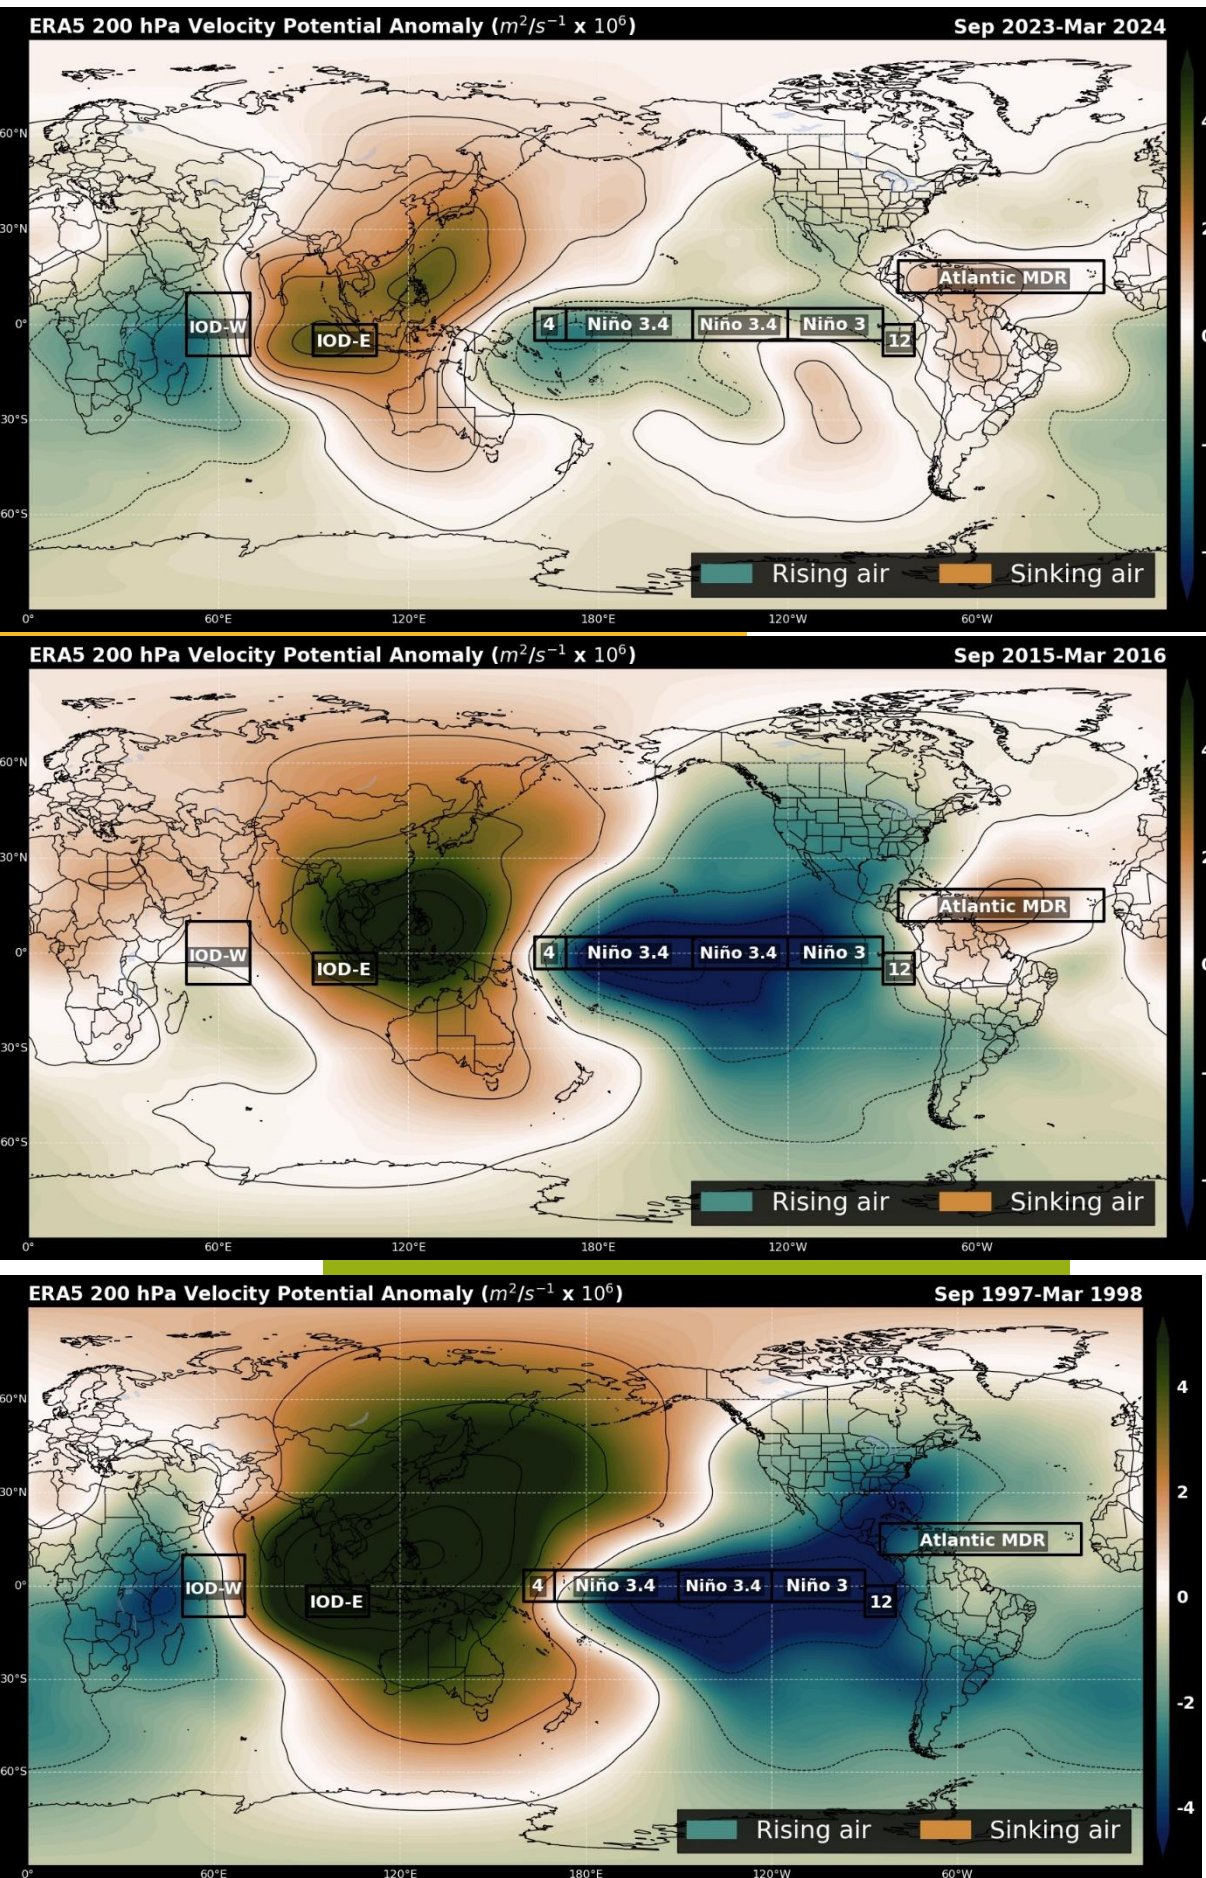 ERA5 200 hPa Velocity Potential Anomaly (m²/s⁻¹ x 10⁶) Sep 2023-Mar 2024
60°N
30°N
Atlantic MDR
0°
IOD-W
IOD-E
4
Niño 3.4
Niño 3.4
Niño 3
12
30°S
60°S
Rising air
Sinking air
0° 60°E 120°E 180°E 120°W 60°W
ERA5 200 hPa Velocity Potential Anomaly (m²/s⁻¹ x 10⁶) Sep 2015-Mar 2016
60°N
30°N
Atlantic MDR
0°
IOD-W
IOD-E
4
Niño 3.4
Niño 3.4
Niño 3
12
30°S
60°S
Rising air
Sinking air
0° 60°E 120°E 180°E 120°W 60°W
ERA5 200 hPa Velocity Potential Anomaly (m²/s⁻¹ x 10⁶) Sep 1997-Mar 1998
60°N
4
30°N
2
Atlantic MDR
0°
IOD-W
IOD-E
4
Niño 3.4
Niño 3.4
Niño 3
12
0
30°S
-2
60°S
-4
Rising air
Sinking air
0° 60°E 120°E 180°E 120°W 60°W